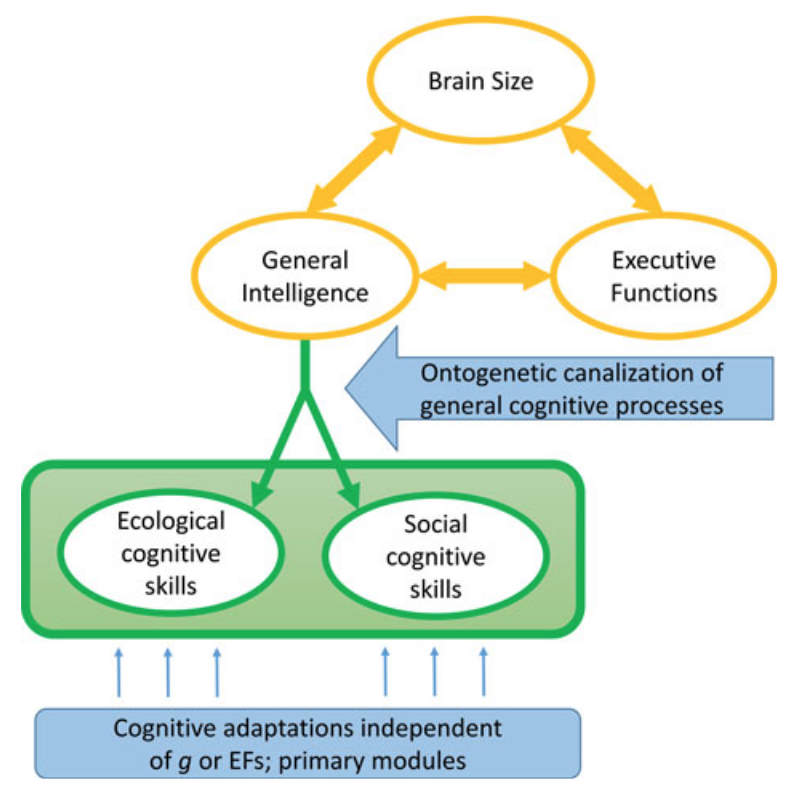 Brain Size
General
Intelligence
Executive
Functions
Ontogenetic canalization of
general cognitive processes
Ecological
cognitive
skills
Social
cognitive
skills
Cognitive adaptations independent
of g or EFs; primary modules